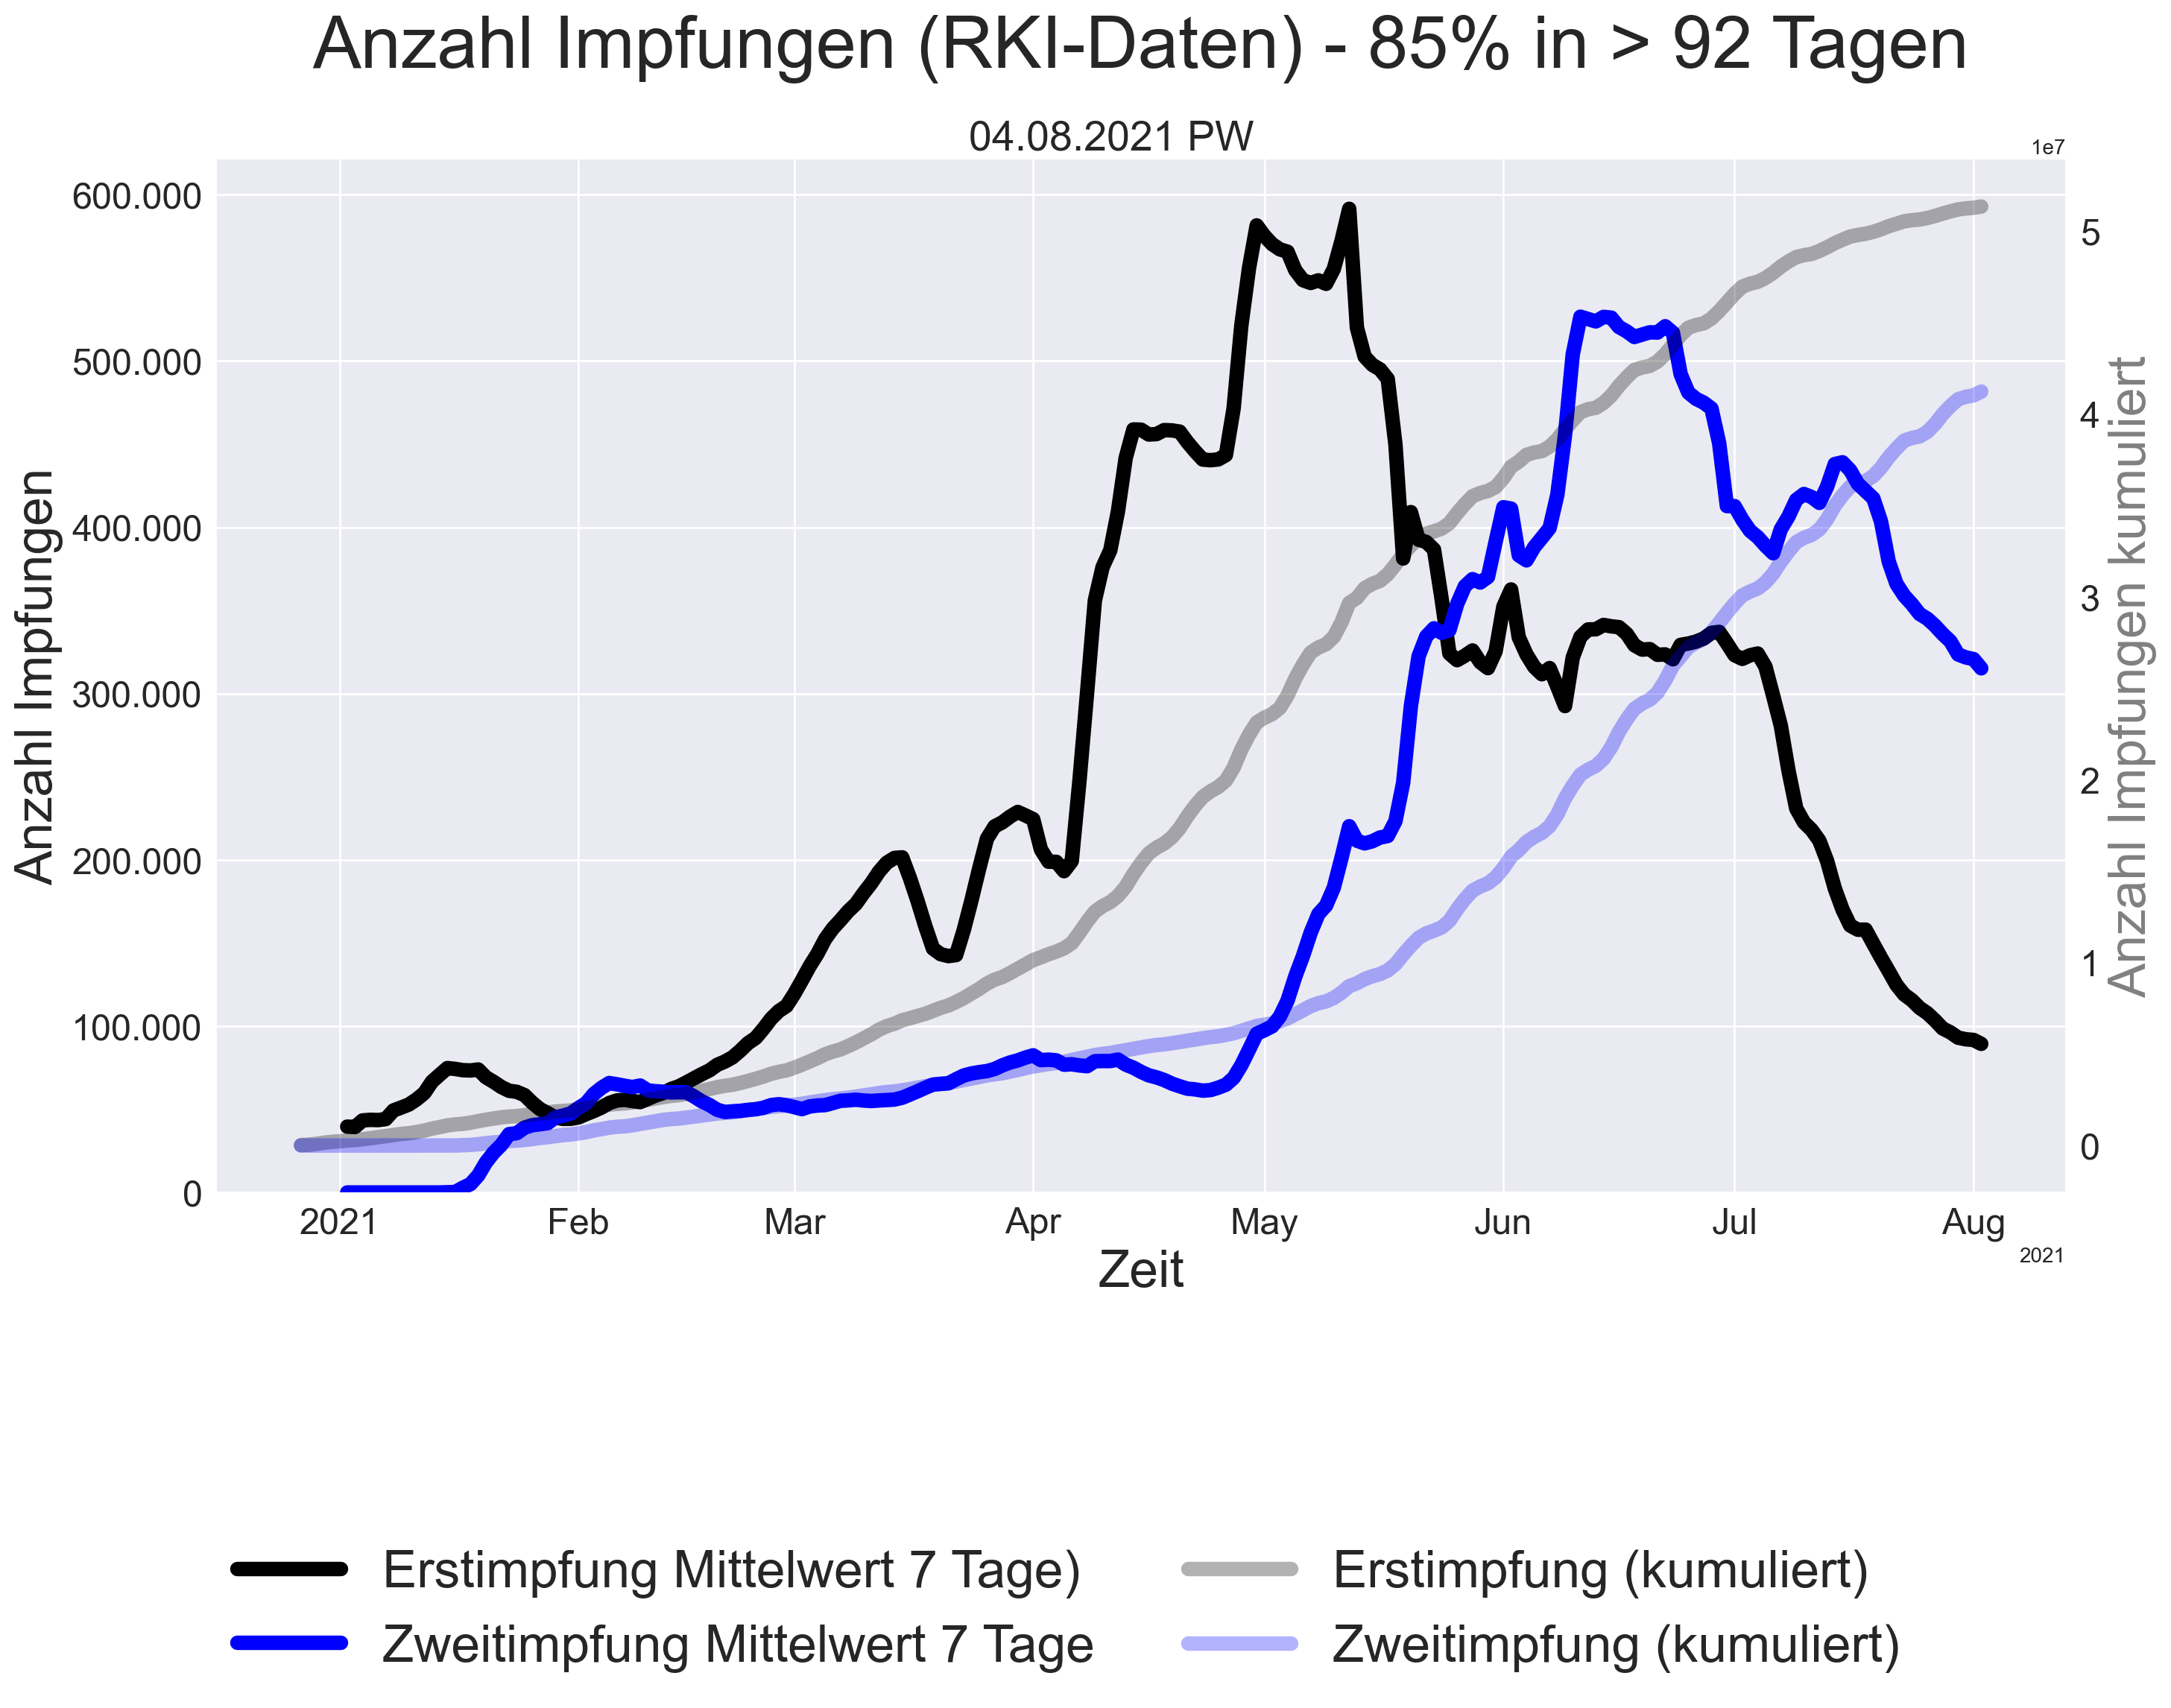 Anzahl Impfungen (RKI-Daten) - 85% in > 92 Tagen
04.08.2021 PW
1e7
600.000
500.000
400.000
300.000
200.000
100.000
0
Anzahl Impfungen
5
4
3
2
1
0
Anzahl Impfungen kumuliert
2021 Feb Mar Apr May Jun Jul Aug
2021
Zeit
Erstimpfung Mittelwert 7 Tage)
Zweitimpfung Mittelwert 7 Tage
Erstimpfung (kumuliert)
Zweitimpfung (kumuliert)